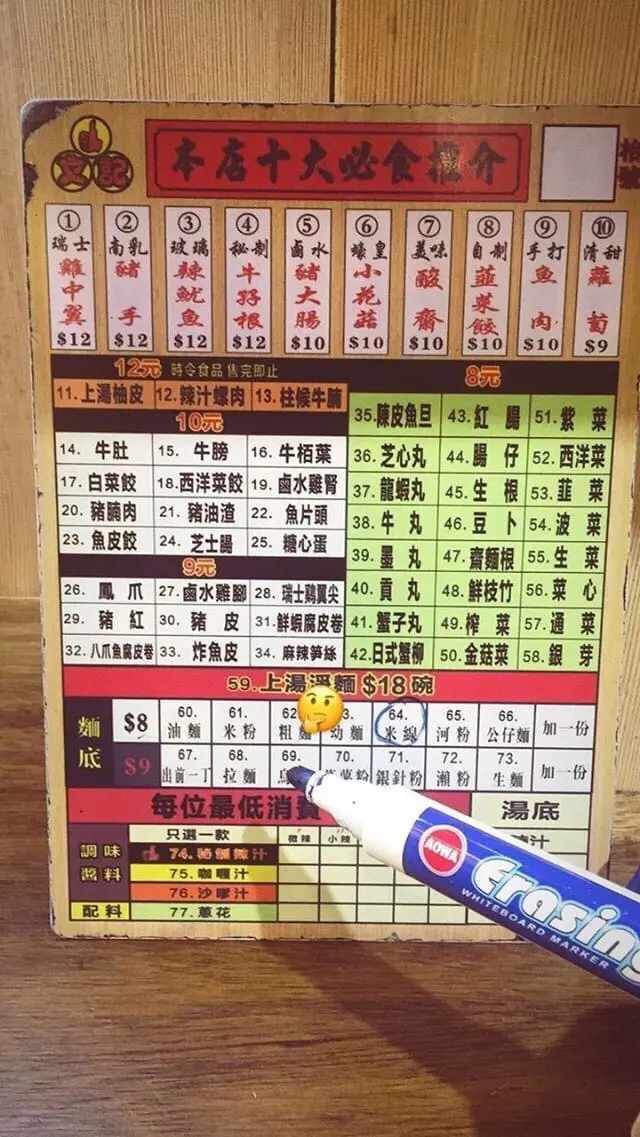 文記
本店十大必食推介
① 瑞士雞中翼 $12
② 南乳豬手 $12
③ 玻璃辣魷魚 $12
④ 秘制牛孖根 $12
⑤ 鹵水豬大腸 $10
⑥ 蠔皇小花菇 $10
⑦ 美味酸齋 $10
⑧ 自制韮菜餃 $10
⑨ 手打魚肉 $10
⑩ 清甜蘿蔔 $9
12元 時令食品 售完即止
11.上湯柚皮 12.辣汁螺肉 13.柱候牛腩
10元
14. 牛肚 15. 牛膀 16. 牛栢葉
17. 白菜餃 18.西洋菜餃 19. 鹵水雞腎
20. 豬腩肉 21. 豬油渣 22. 魚片頭
23. 魚皮餃 24. 芝士腸 25. 糖心蛋
9元
26. 鳳爪 27.鹵水雞腳 28. 瑞士鷄翼尖
29. 豬紅 30. 豬皮 31.鮮蝦腐皮卷
32. 八爪魚腐皮卷 33. 炸魚皮 34. 麻辣笋絲
8元
35.陳皮魚旦 43. 紅腸 51. 紫菜
36. 芝心丸 44. 腸仔 52. 西洋菜
37. 龍蝦丸 45. 生根 53. 韮菜
38. 牛丸 46. 豆卜 54. 波菜
39. 墨丸 47. 齋麵根 55. 生菜
40. 貢丸 48. 鮮枝竹 56. 菜心
41. 蟹子丸 49. 榨菜 57. 通菜
42.日式蟹柳 50. 金菇菜 58. 銀芽
59.上湯淨麵 $18 碗
麵底
$8 60. 油麵 61. 米粉 62 粗 幼麵 64. 米線 65. 河粉 66. 公仔麵 加一份
$9 67. 出前一丁 68. 拉麵 69. 70. 71. 銀針粉 72. 瀨粉 73. 生麵 加一份
每位最低消費
湯底
調味醬料
只選一款 微辣 小辣
74. 秘制辣汁
75. 咖喱汁
76. 沙嗲汁
配料 77. 蔥花
AOWA
Erasing
WHITEBOARD MARKER